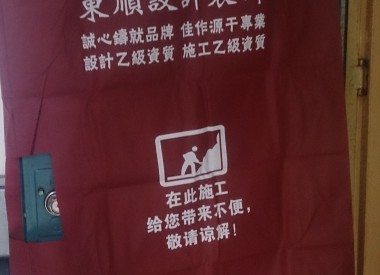 東順設計裝飾
誠心鑄就品牌 佳作源于專業
設計乙級資質 施工乙級資質
在此施工
给您带来不便，
敬请谅解！